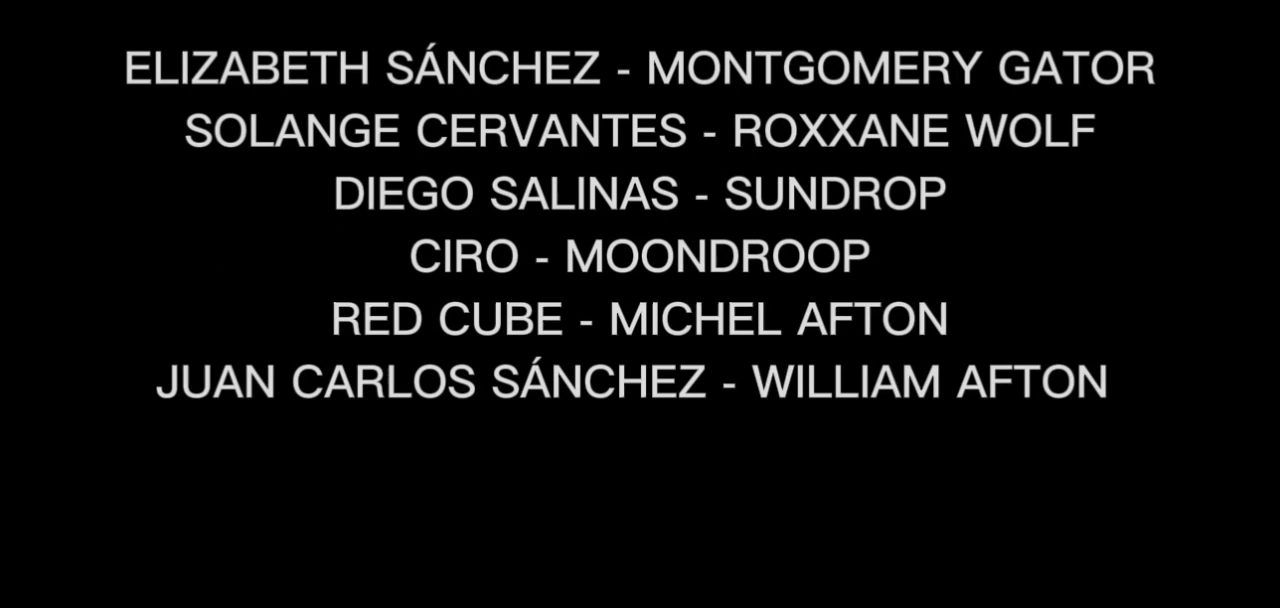 ELIZABETH SÁNCHEZ - MONTGOMERY GATOR
SOLANGE CERVANTES - ROXXANE WOLF
DIEGO SALINAS - SUNDROP
CIRO - MOONDROOP
RED CUBE - MICHEL AFTON
JUAN CARLOS SÁNCHEZ - WILLIAM AFTON